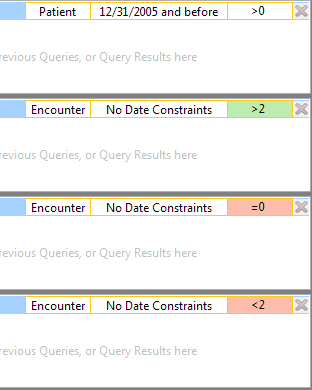 Patient 12/31/2005 and before >0
revious Queries, or Query Results here
Encounter No Date Constraints >2
revious Queries, or Query Results here
Encounter No Date Constraints =0
revious Queries, or Query Results here
Encounter No Date Constraints <2
revious Queries, or Query Results here